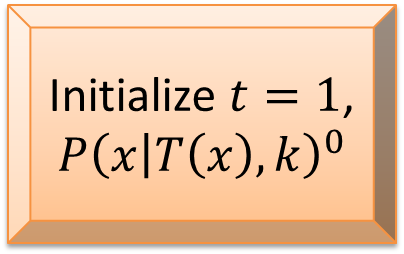 Initialize t = 1,
P(x|T(x), k)⁰